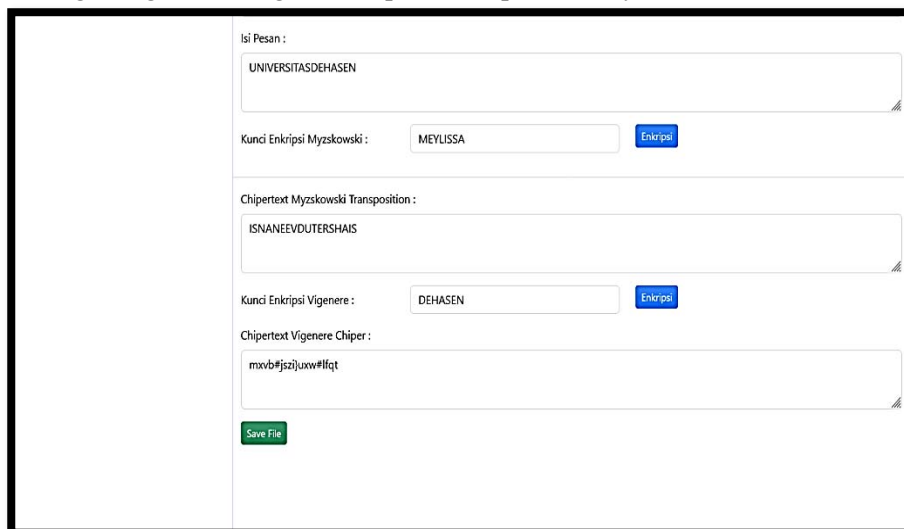 Isi Pesan :
UNIVERSITASDEHASEN
Kunci Enkripsi Myzskowski : MEYLISSA Enkripsi
Chipertext Myzskowski Transposition :
ISNANEEVDUTERSHAIS
Kunci Enkripsi Vigenere : DEHASEN Enkripsi
Chipertext Vigenere Chiper :
mxvb#jszi}uxw#lfqt
Save File